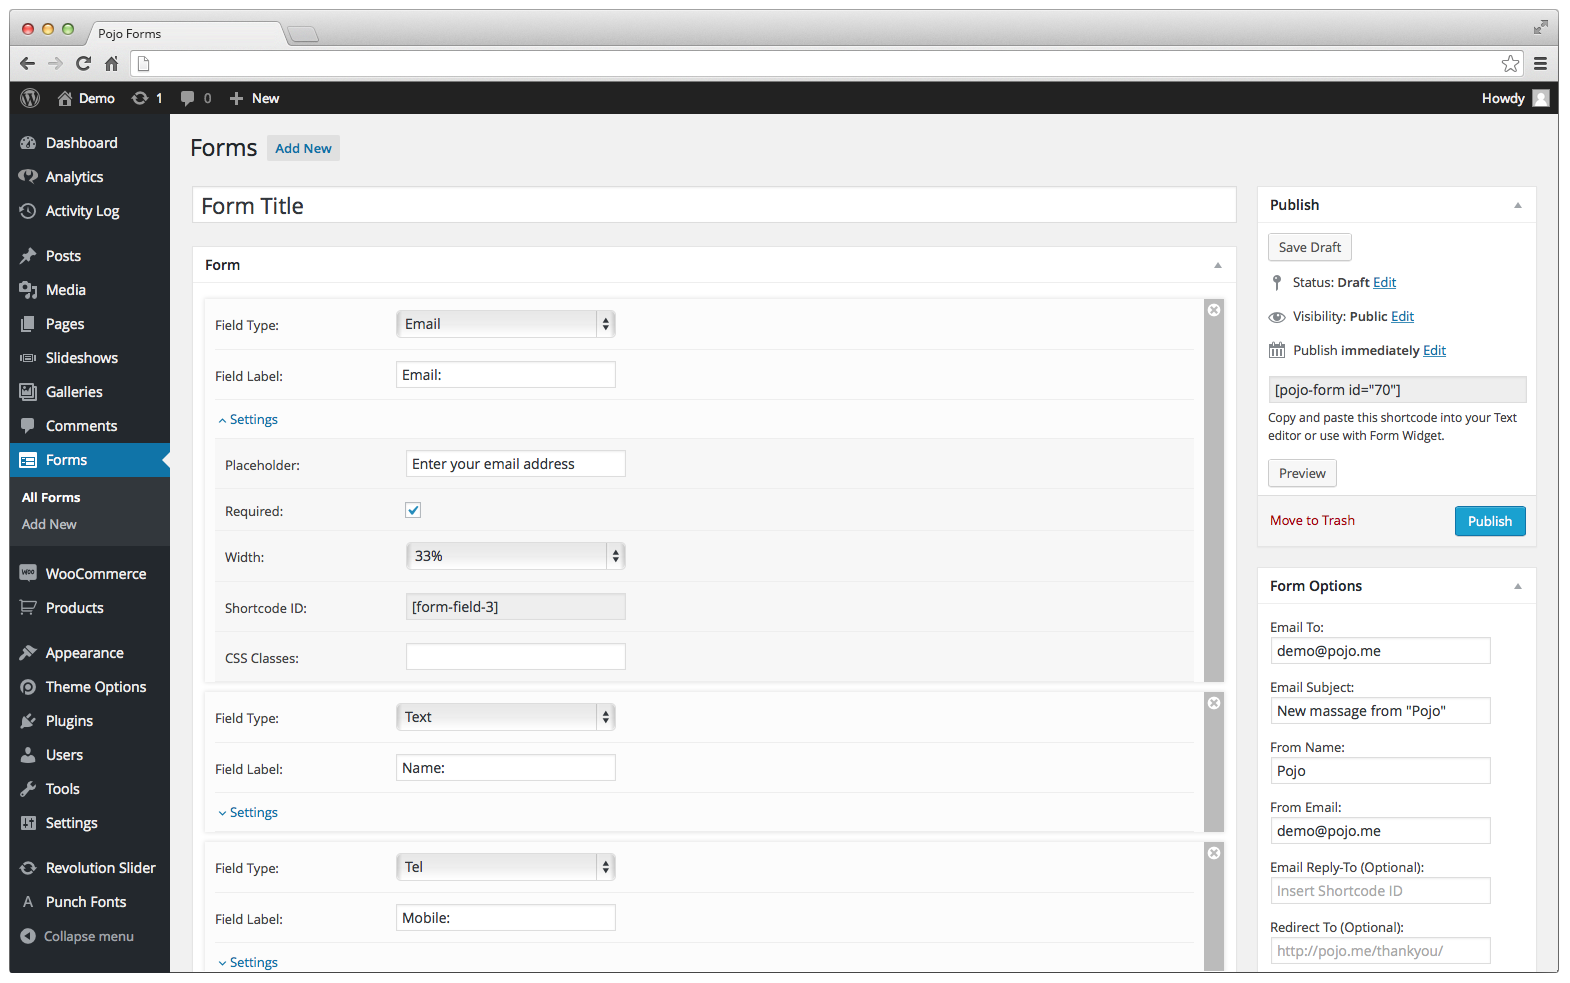 Pojo Forms
Demo 1 0 New Howdy
Dashboard
Analytics
Activity Log
Posts
Media
Pages
Slideshows
Galleries
Comments
Forms
All Forms
Add New
WooCommerce
Products
Appearance
Theme Options
Plugins
Users
Tools
Settings
Revolution Slider
A Punch Fonts
Collapse menu
Forms Add New
Form Title
Form
Field Type: Email
Field Label: Email:
Settings
Placeholder: Enter your email address
Required:
Width: 33%
Shortcode ID: [form-field-3]
CSS Classes:
Field Type: Text
Field Label: Name:
Settings
Field Type: Tel
Field Label: Mobile:
Settings
Publish
Save Draft
Status: Draft Edit
Visibility: Public Edit
Publish immediately Edit
[pojo-form id="70"]
Copy and paste this shortcode into your Text
editor or use with Form Widget.
Preview
Move to Trash Publish
Form Options
Email To:
demo@pojo.me
Email Subject:
New massage from "Pojo"
From Name:
Pojo
From Email:
demo@pojo.me
Email Reply-To (Optional):
Insert Shortcode ID
Redirect To (Optional):
http://pojo.me/thankyou/